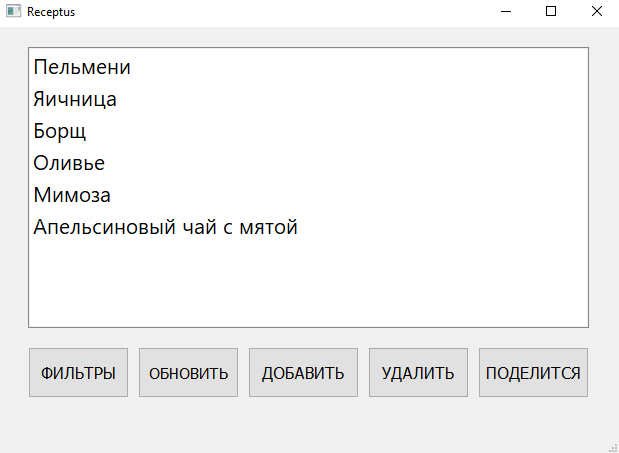 Receptus
Пельмени
Яичница
Борщ
Оливье
Мимоза
Апельсиновый чай с мятой
ФИЛЬТРЫ ОБНОВИТЬ ДОБАВИТЬ УДАЛИТЬ ПОДЕЛИТСЯ